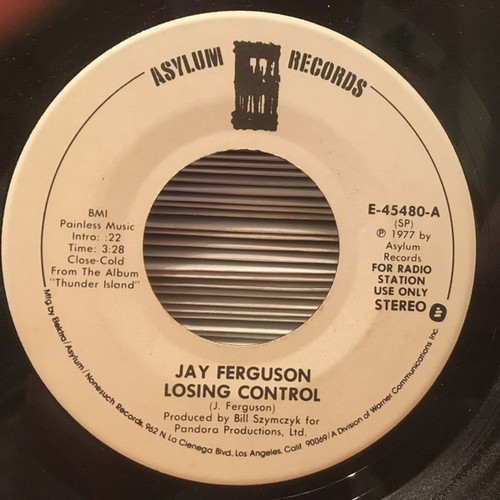 ASYLUM RECORDS
BMI
Painless Music
Intro: :22
Time: 3:28
Close-Cold
From The Album
"Thunder Island"
E-45480-A
(SP)
℗ 1977 by
Asylum
Records
FOR RADIO
STATION
USE ONLY
STEREO
JAY FERGUSON
LOSING CONTROL
(J. Ferguson)
Produced by Bill Szymczyk for
Pandora Productions, Ltd.
Mfg by Elektra/Asylum/Nonesuch Records, 962 N La Cienega Blvd. Los Angeles. Calif. 90069/A Division of Warner Communications Inc.